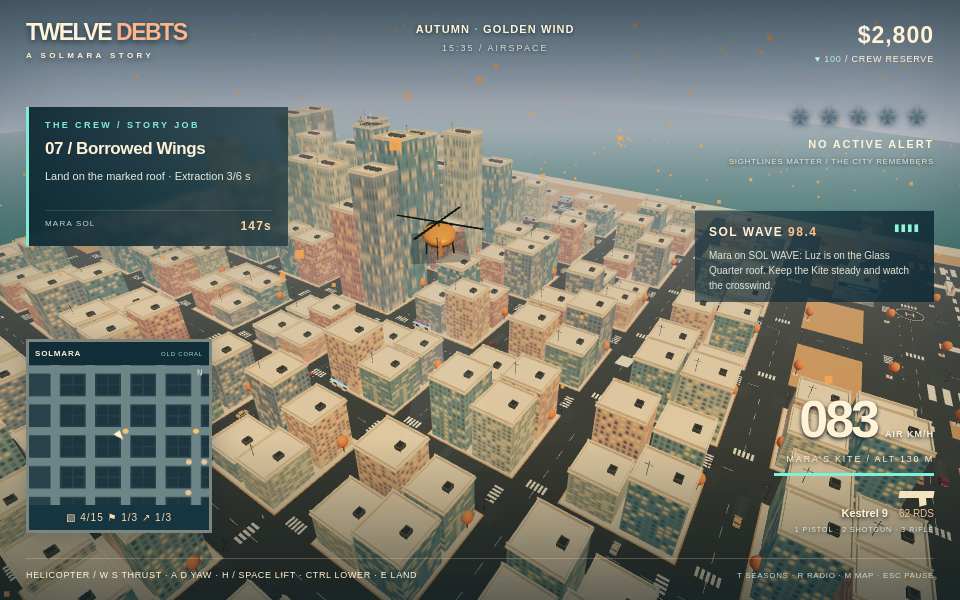 TWELVE DEBTS
A SOLMARA STORY
AUTUMN · GOLDEN WIND
15:35 / AIRSPACE
$2,800
▼ 100 / CREW RESERVE
NO ACTIVE ALERT
SIGHTLINES MATTER / THE CITY REMEMBERS
THE CREW / STORY JOB
07 / Borrowed Wings
Land on the marked roof · Extraction 3/6 s
MARA SOL
147s
SOL WAVE 98.4
Mara on SOL WAVE: Luz is on the Glass
Quarter roof. Keep the Kite steady and watch
the crosswind.
SOLMARA
OLD CORAL
N
▧ 4/15 ⚑ 1/3 ↗ 1/3
083 AIR KM/H
MARA'S KITE / ALT 130 M
Kestrel 9 62 RDS
1 PISTOL · 2 SHOTGUN · 3 RIFLE
HELICOPTER / W S THRUST · A D YAW · H / SPACE LIFT · CTRL LOWER · E LAND
T SEASONS · R RADIO · M MAP · ESC PAUSE